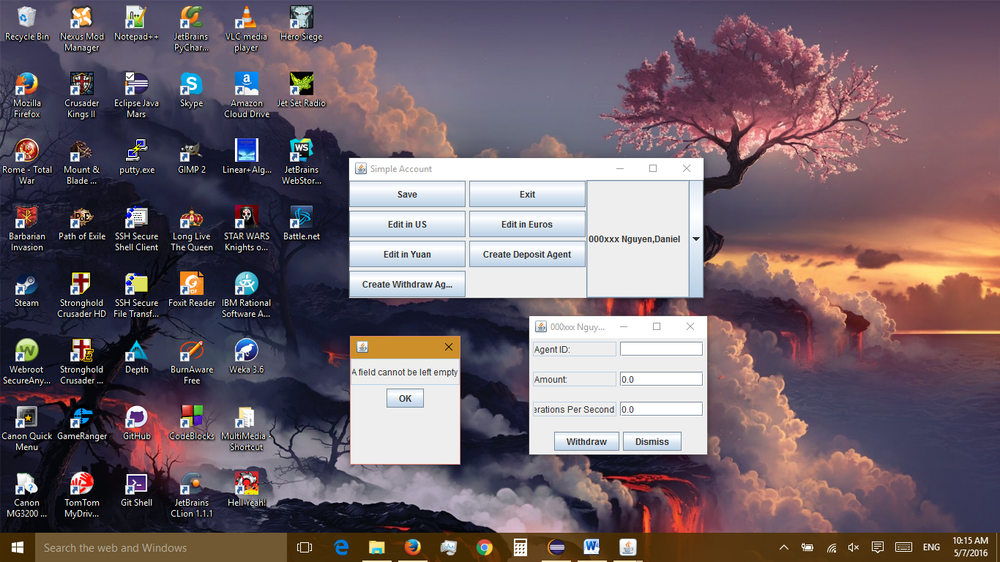 Recycle Bin
Nexus Mod
Manager
Notepad++
JetBrains
PyChar...
VLC media
player
Hero Siege
Mozilla
Firefox
Crusader
Kings II
Eclipse Java
Mars
Skype
Amazon
Cloud Drive
Jet Set Radio
Rome - Total
War
Mount &
Blade ...
putty.exe
GIMP 2
Linear+Alg...
JetBrains
WebStor...
Barbarian
Invasion
Path of Exile
SSH Secure
Shell Client
Long Live
The Queen
STAR WARS
Knights o...
Battle.net
Steam
Stronghold
Crusader HD
SSH Secure
File Transf...
Foxit Reader
IBM Rational
Software A...
Webroot
SecureAny...
Stronghold
Crusader ...
Depth
BurnAware
Free
Weka 3.6
Canon Quick
Menu
GameRanger
GitHub
CodeBlocks
MultiMedia -
Shortcut
Canon
MG3200 ...
TomTom
MyDriv...
Git Shell
JetBrains
CLion 1.1.1
Hell Yeah!
Simple Account
Save
Exit
Edit in US
Edit in Euros
Edit in Yuan
Create Deposit Agent
Create Withdraw Ag...
000xxx Nguyen,Daniel
A field cannot be left empty
OK
000xxx Nguy...
Agent ID:
Amount:
0.0
erations Per Second
0.0
Withdraw
Dismiss
Search the web and Windows
ENG
10:15 AM
5/7/2016